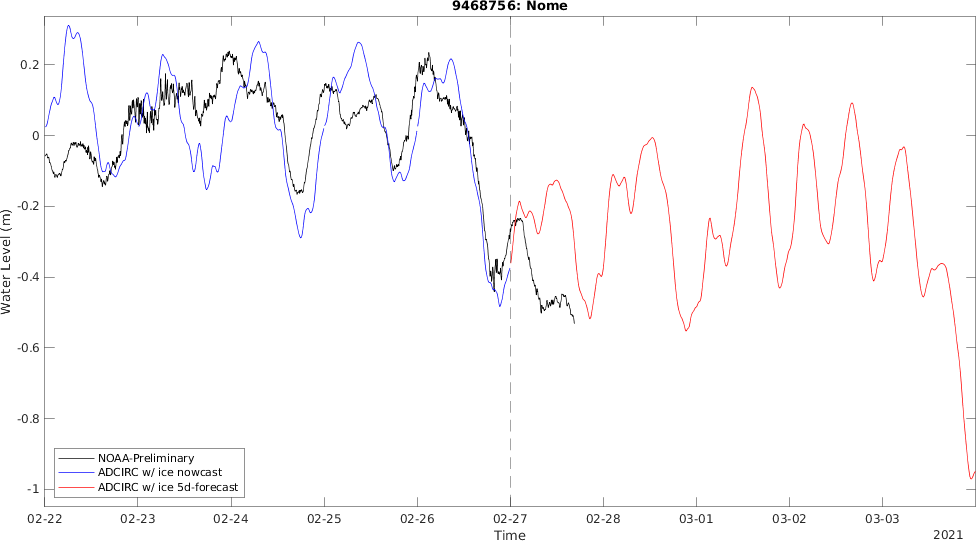 9468756: Nome
Water Level (m)
0.2
0
-0.2
-0.4
-0.6
-0.8
-1
NOAA-Preliminary
ADCIRC w/ ice nowcast
ADCIRC w/ ice 5d-forecast
02-22 02-23 02-24 02-25 02-26 02-27 02-28 03-01 03-02 03-03
Time
2021